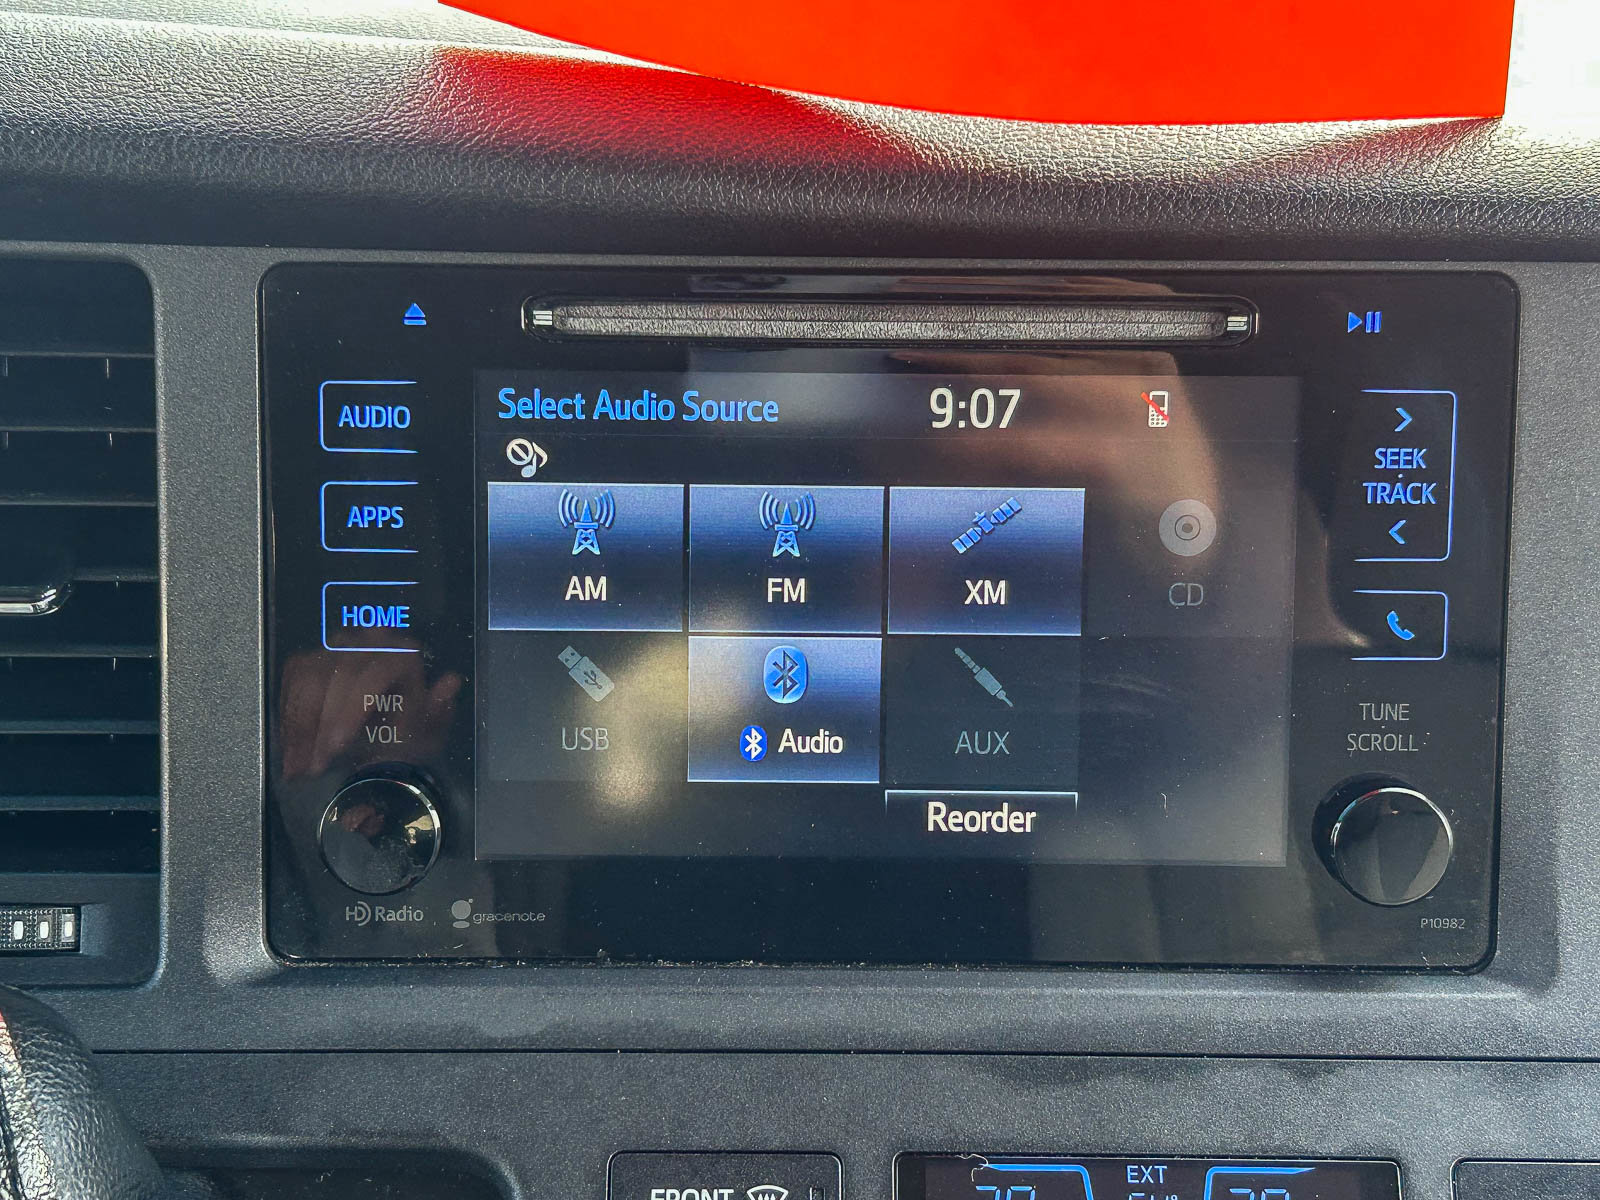 Select Audio Source 9:07
AUDIO
APPS
HOME
PWR
VOL
AM FM XM CD
USB Audio AUX
Reorder
SEEK
TRACK
TUNE
SCROLL
HD Radio gracenote
P10982
FRONT
EXT